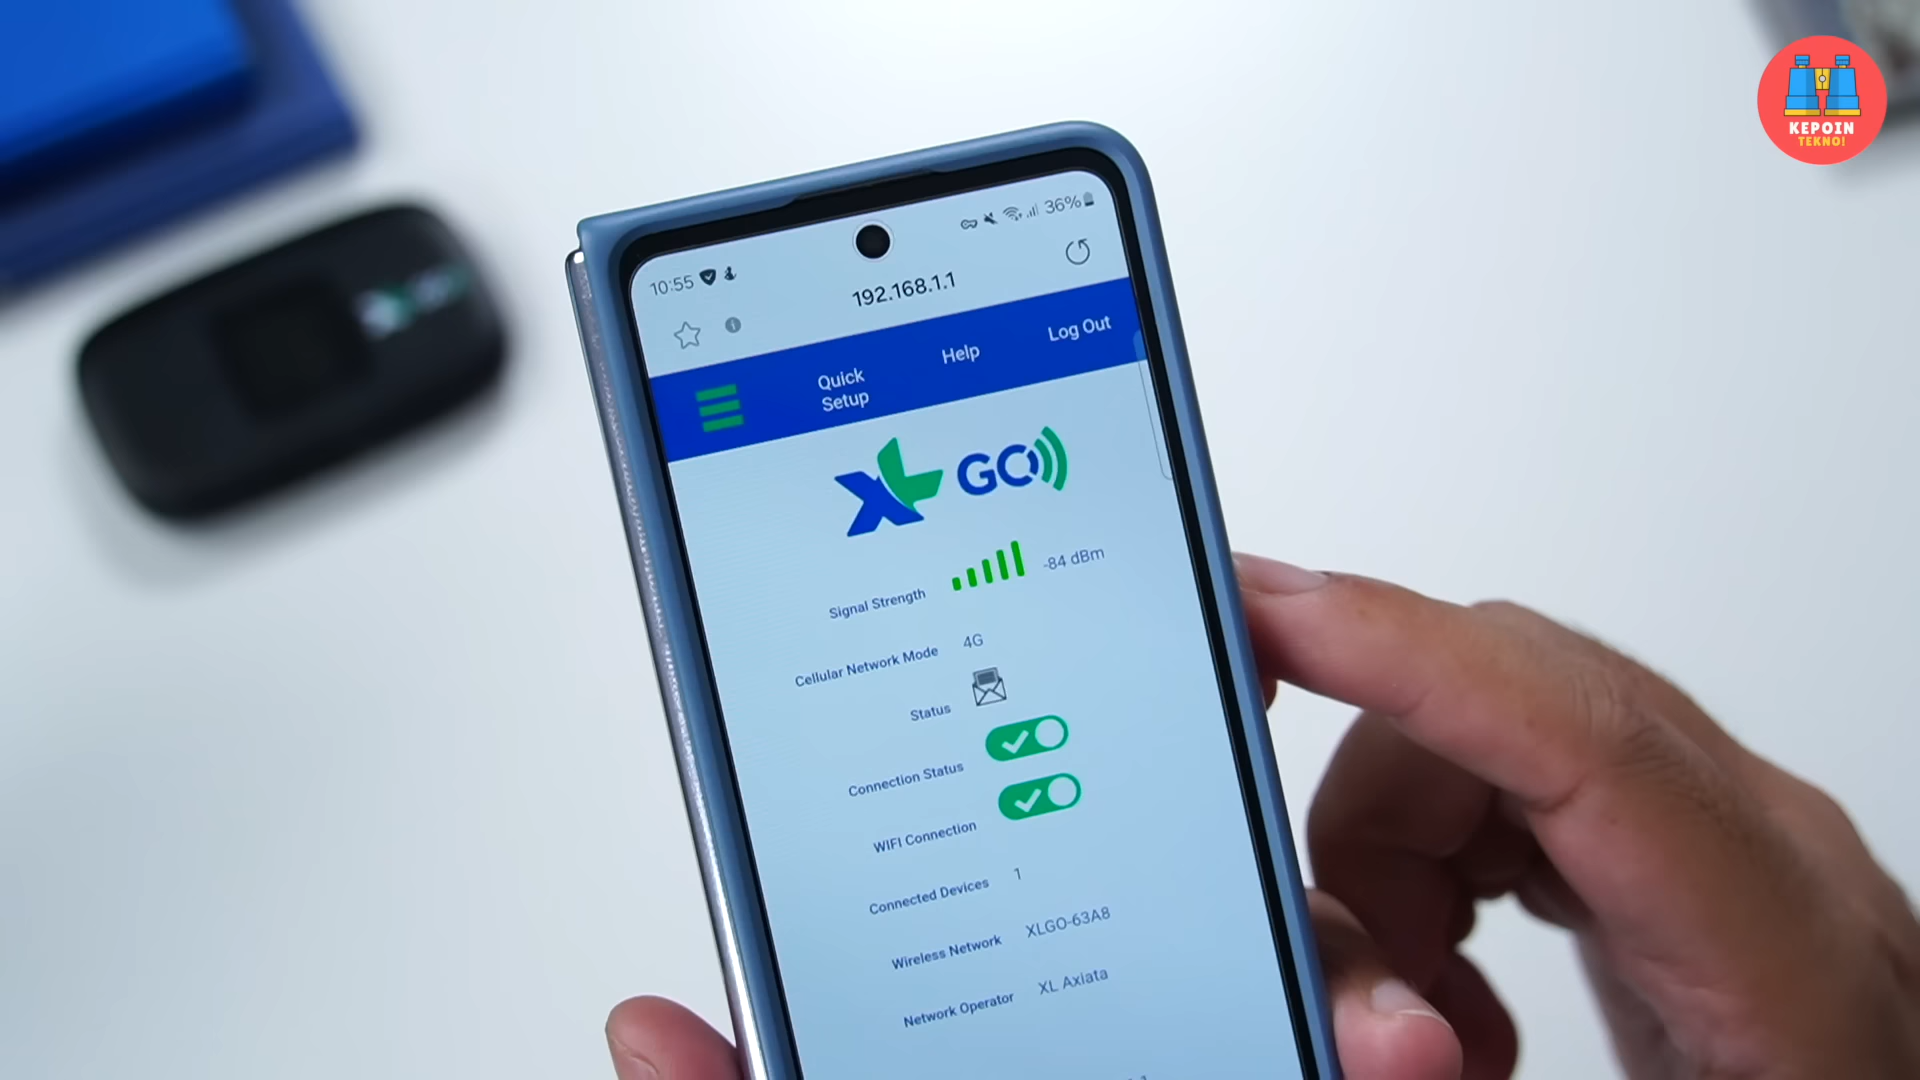 KEPOIN
TEKNO!
10:55
36%
192.168.1.1
Quick
Setup
Help
Log Out
XL GO
Signal Strength
-84 dBm
Cellular Network Mode
4G
Status
Connection Status
WIFI Connection
Connected Devices
1
Wireless Network
XLGO-63A8
Network Operator
XL Axiata